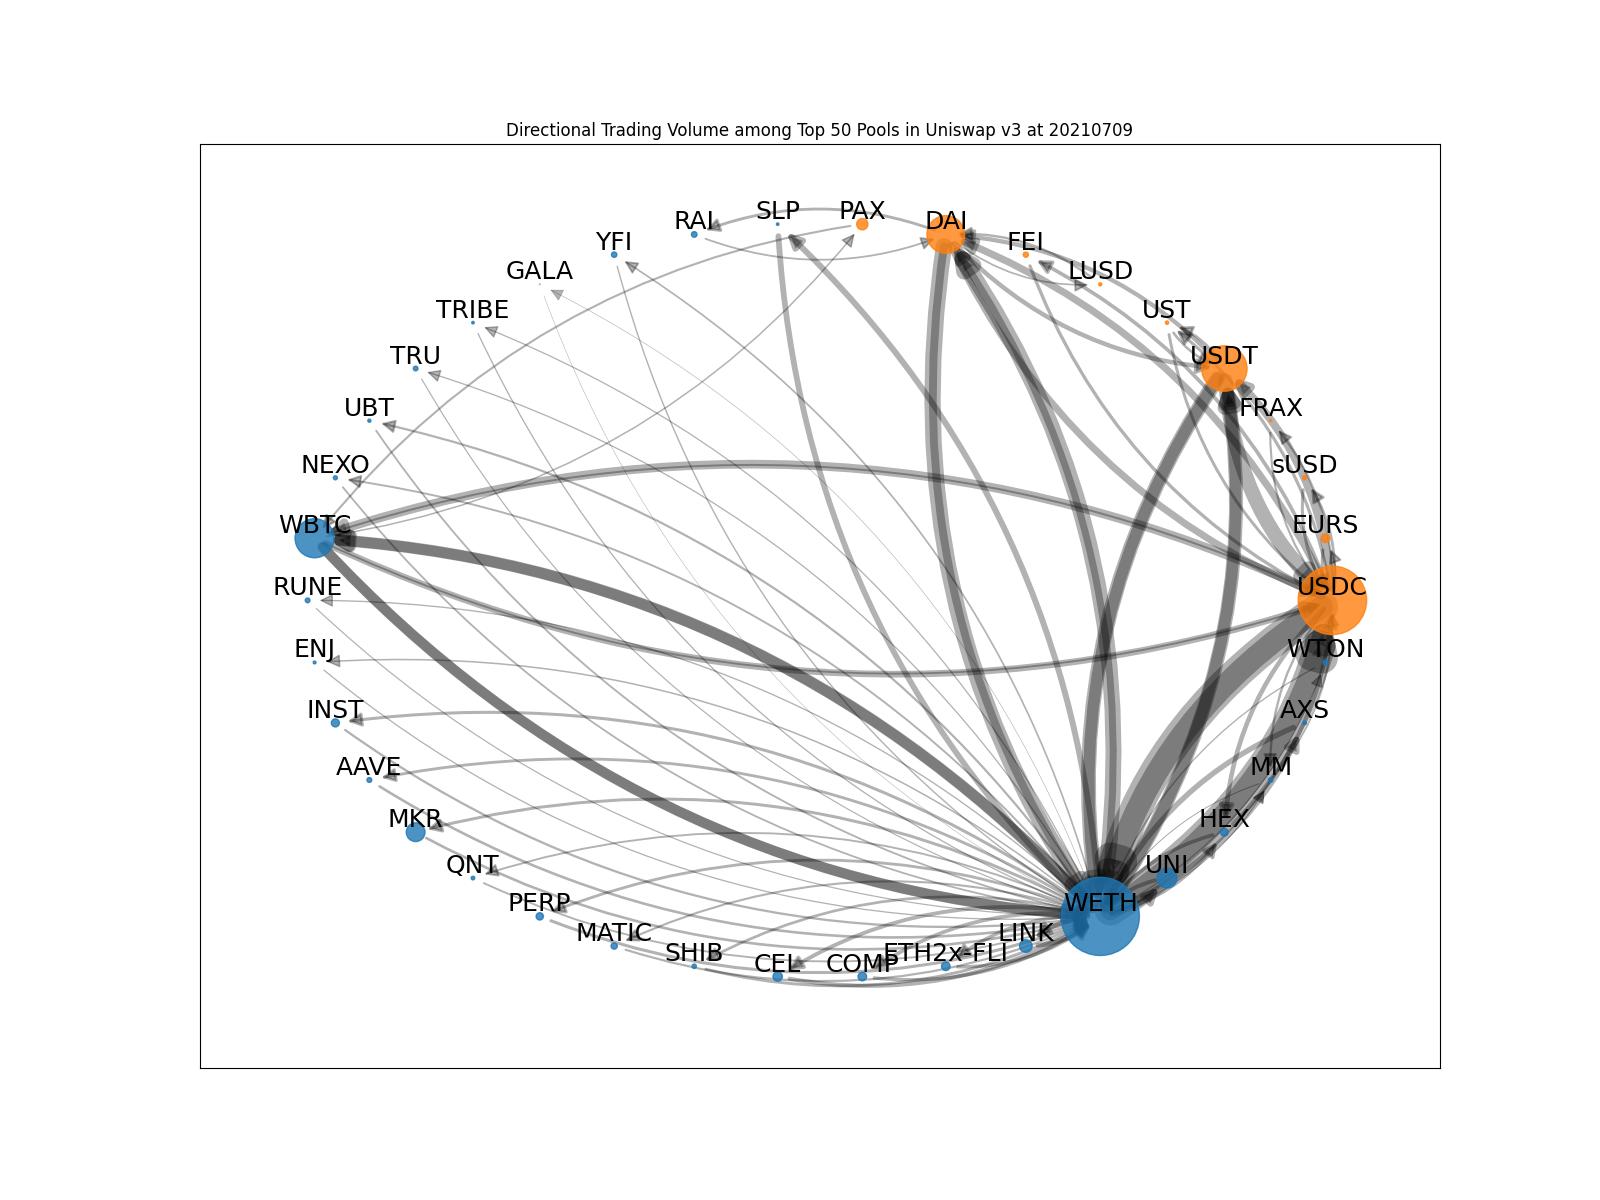 Directional Trading Volume among Top 50 Pools in Uniswap v3 at 20210709
RAI
SLP
PAX
DAI
YFI
FEI
GALA
LUSD
TRIBE
UST
TRU
USDT
UBT
FRAX
NEXO
sUSD
WBTC
EURS
RUNE
USDC
ENJ
WTON
INST
AXS
AAVE
MM
MKR
HEX
QNT
UNI
PERP
WETH
MATIC
LINK
SHIB
ETH2x-FLI
CEL
COMP